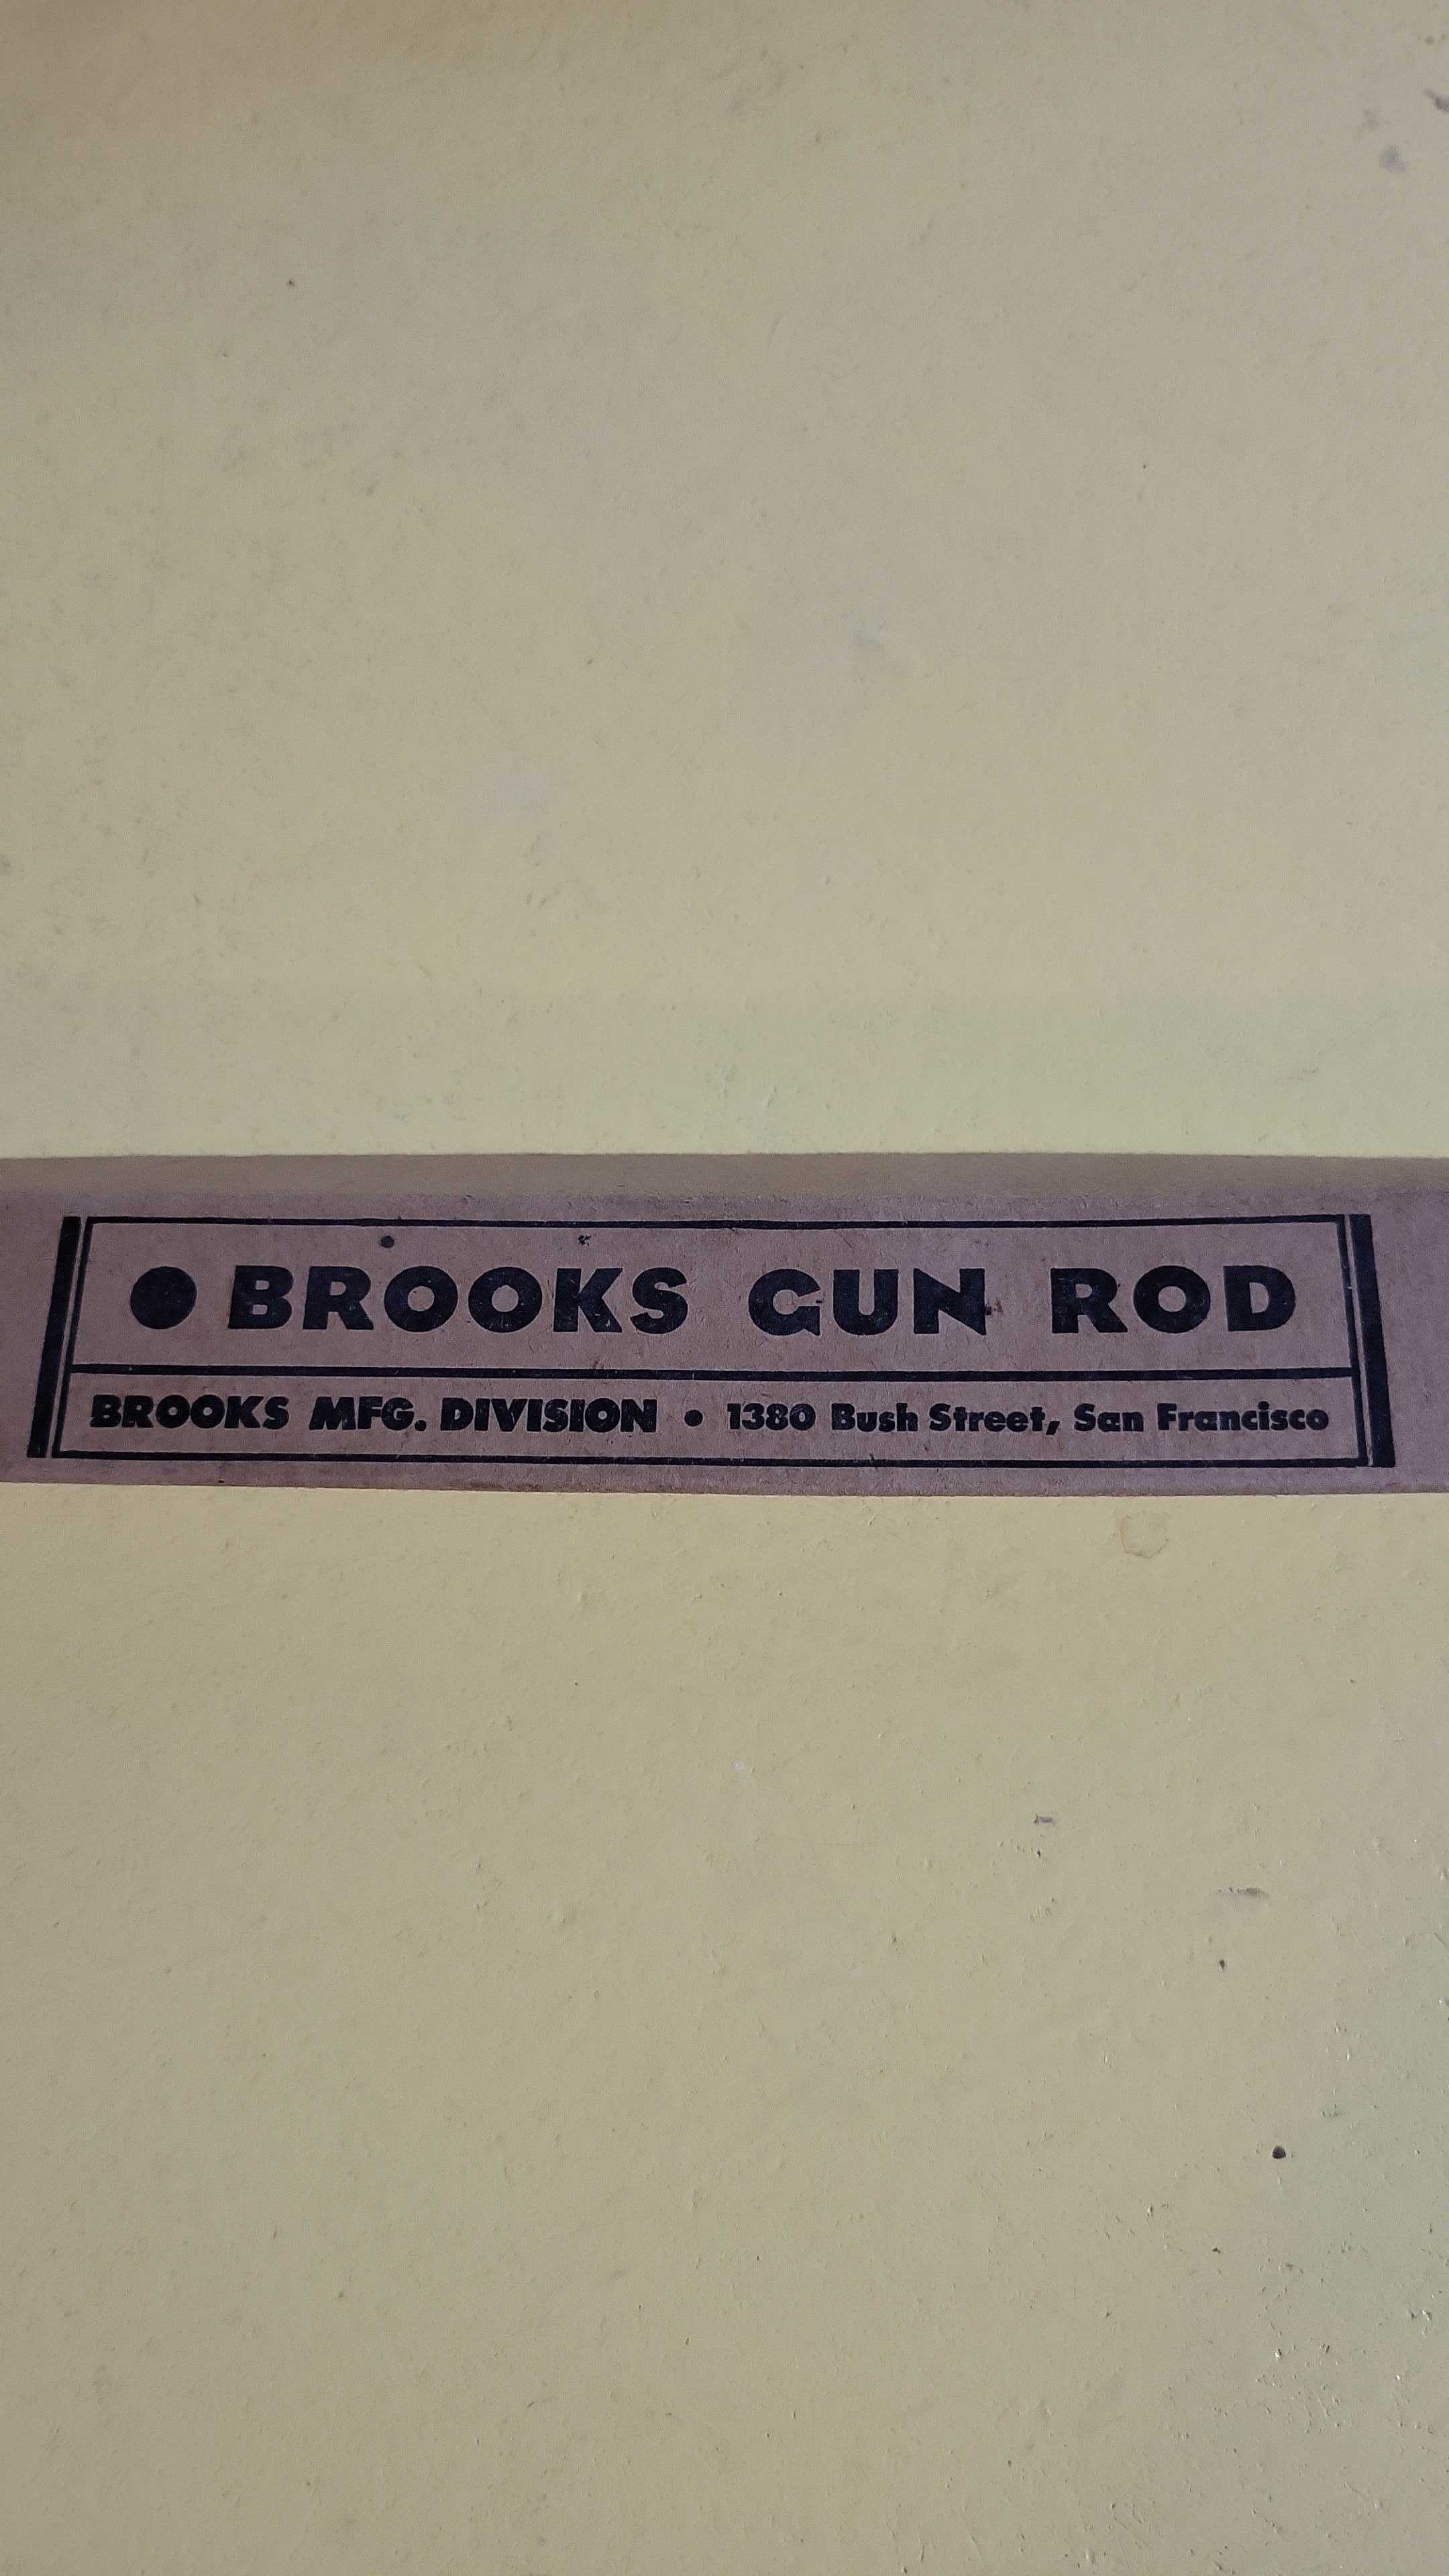 ● BROOKS GUN ROD
BROOKS MFG. DIVISION • 1380 Bush Street, San Francisco